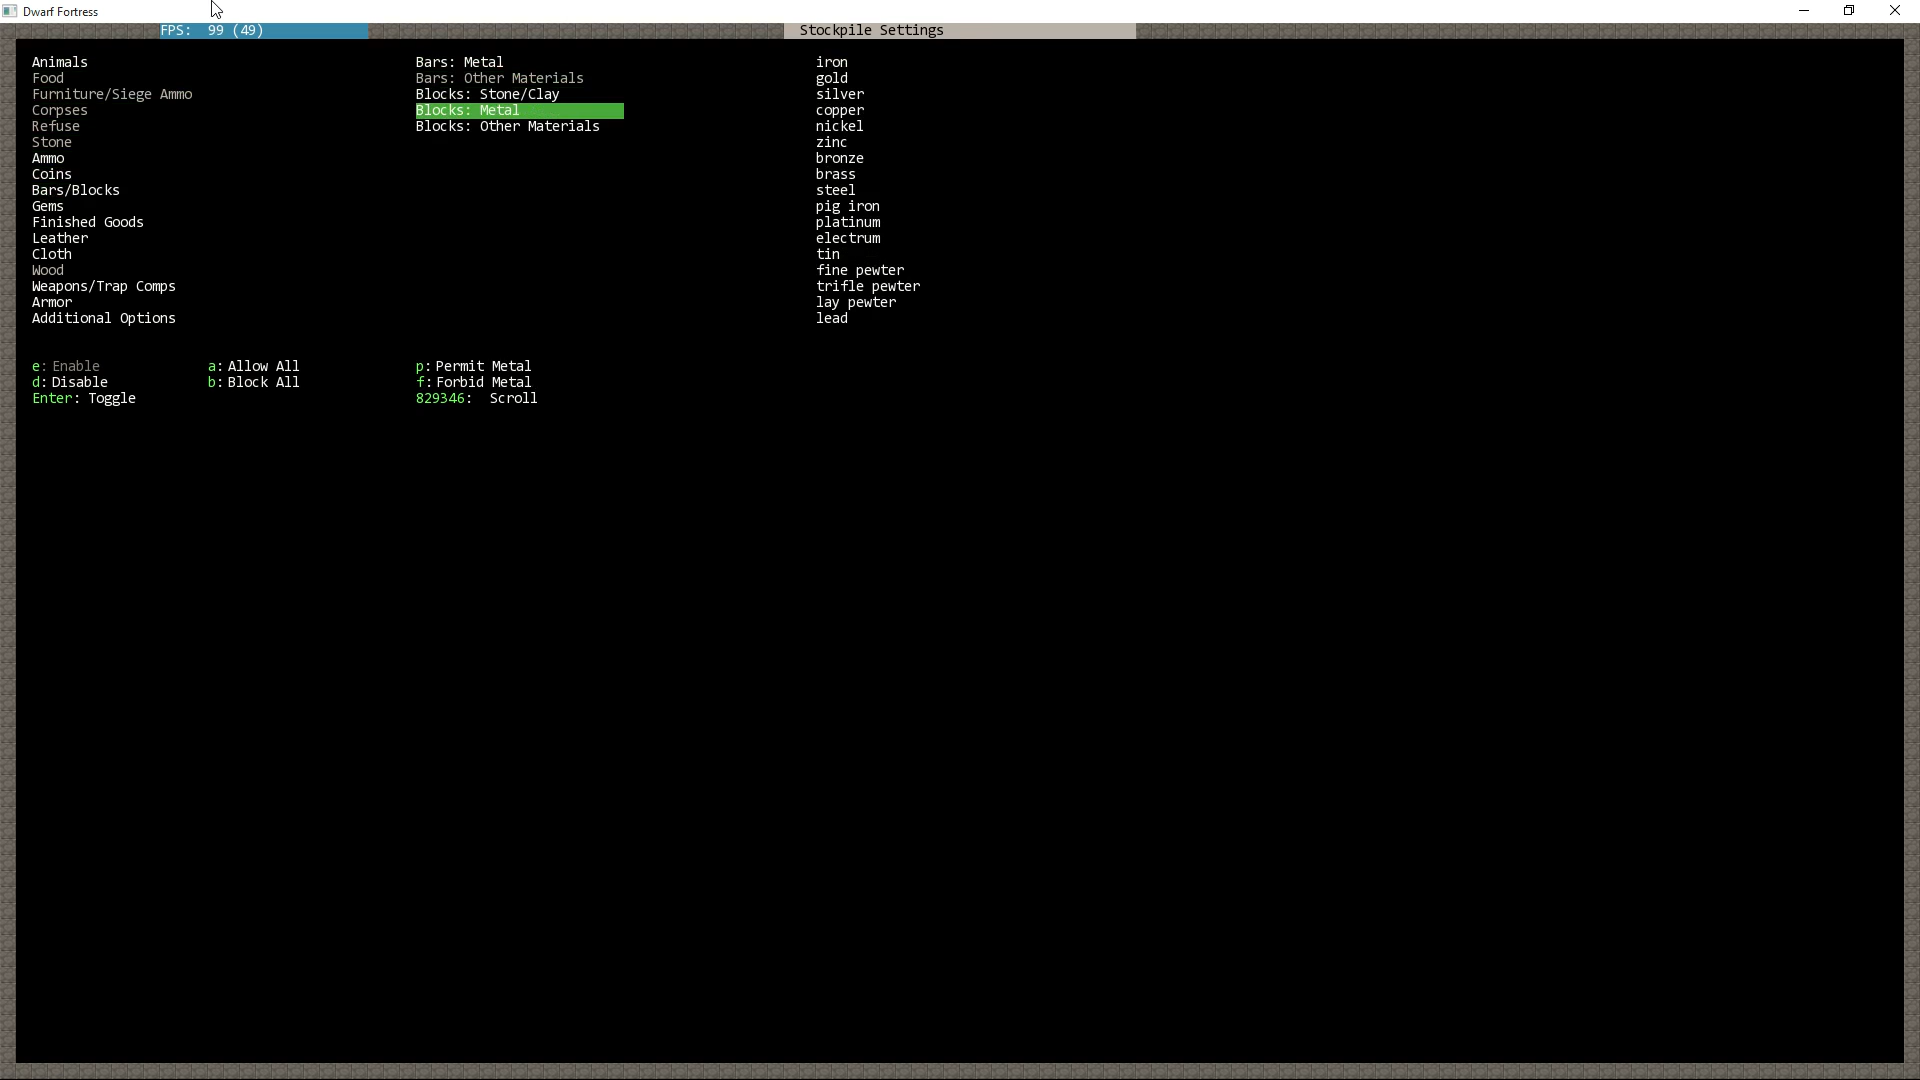 Dwarf Fortress
FPS: 99 (49)
Stockpile Settings
Animals
Food
Furniture/Siege Ammo
Corpses
Refuse
Stone
Ammo
Coins
Bars/Blocks
Gems
Finished Goods
Leather
Cloth
Wood
Weapons/Trap Comps
Armor
Additional Options
Bars: Metal
Bars: Other Materials
Blocks: Stone/Clay
Blocks: Metal
Blocks: Other Materials
iron
gold
silver
copper
nickel
zinc
bronze
brass
steel
pig iron
platinum
electrum
tin
fine pewter
trifle pewter
lay pewter
lead
e: Enable
d: Disable
Enter: Toggle
a: Allow All
b: Block All
p: Permit Metal
f: Forbid Metal
829346: Scroll